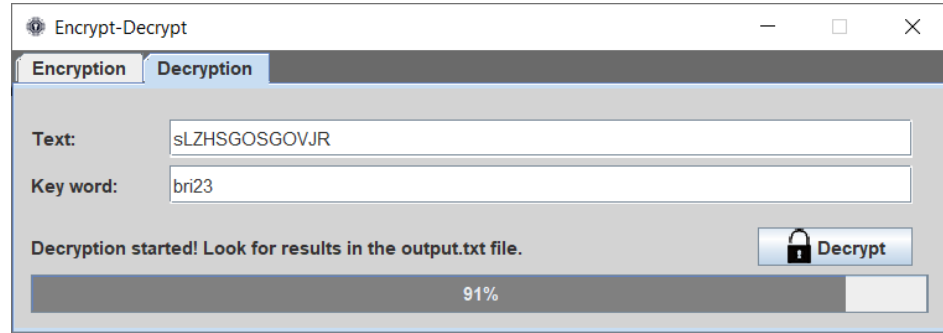 Encrypt-Decrypt
Encryption Decryption
Text: sLZHSGOSGOVJR
Key word: bri23
Decryption started! Look for results in the output.txt file. Decrypt
91%